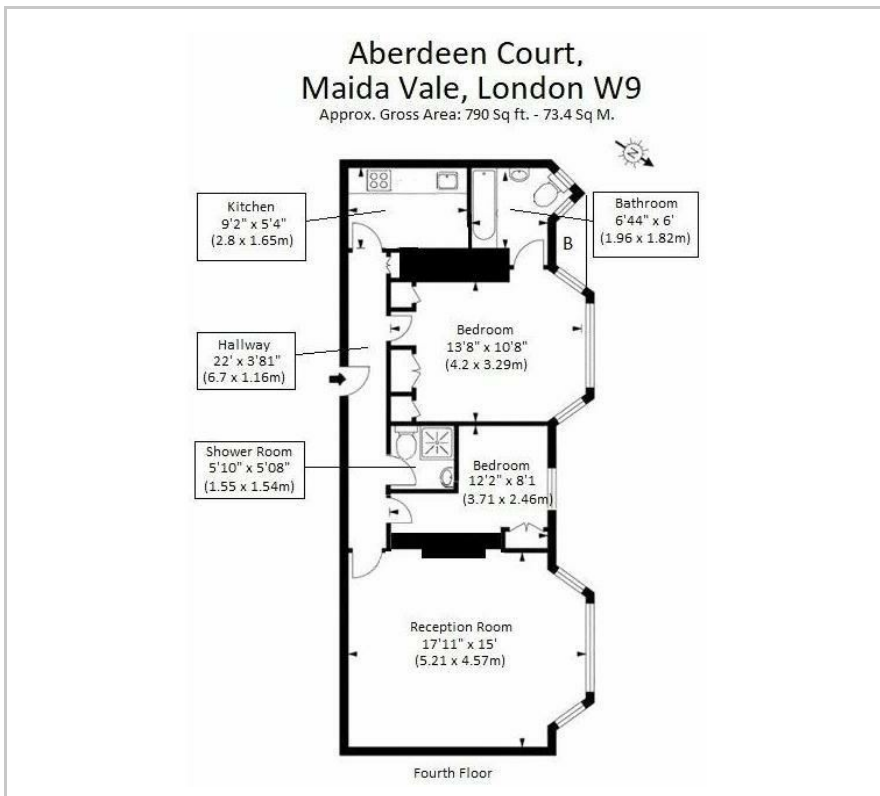 Aberdeen Court,
Maida Vale, London W9
Approx. Gross Area: 790 Sq ft. - 73.4 Sq M.
N
Kitchen
9'2" x 5'4"
(2.8 x 1.65m)
Bathroom
6'44" x 6'
(1.96 x 1.82m)
B
Bedroom
13'8" x 10'8"
(4.2 x 3.29m)
Hallway
22' x 3'81"
(6.7 x 1.16m)
Shower Room
5'10" x 5'08"
(1.55 x 1.54m)
Bedroom
12'2" x 8'1
(3.71 x 2.46m)
Reception Room
17'11" x 15'
(5.21 x 4.57m)
Fourth Floor